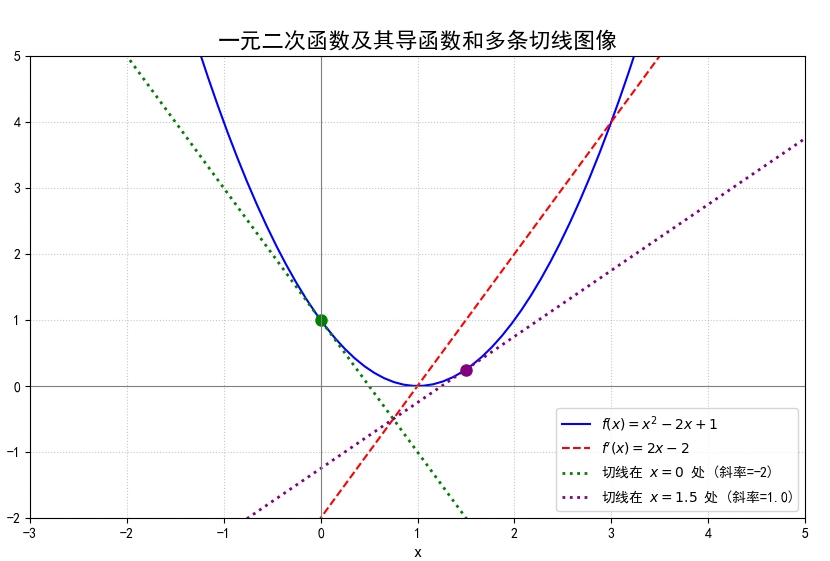 一元二次函数及其导函数和多条切线图像
5
4
3
2
1
0
−1
−2
−3 −2 −1 0 1 2 3 4 5
x
f(x) = x² − 2x + 1
f′(x) = 2x − 2
切线在 x = 0 处 (斜率=−2)
切线在 x = 1.5 处 (斜率=1.0)